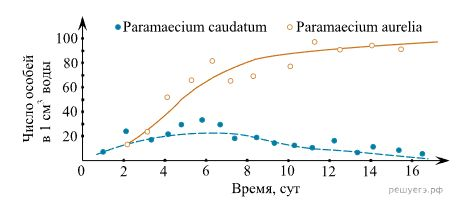 Paramaecium caudatum Paramaecium aurelia
Число особей
в 1 см³ воды
100
80
60
40
20
0 2 4 6 8 10 12 14 16
Время, сут
решуегэ.рф